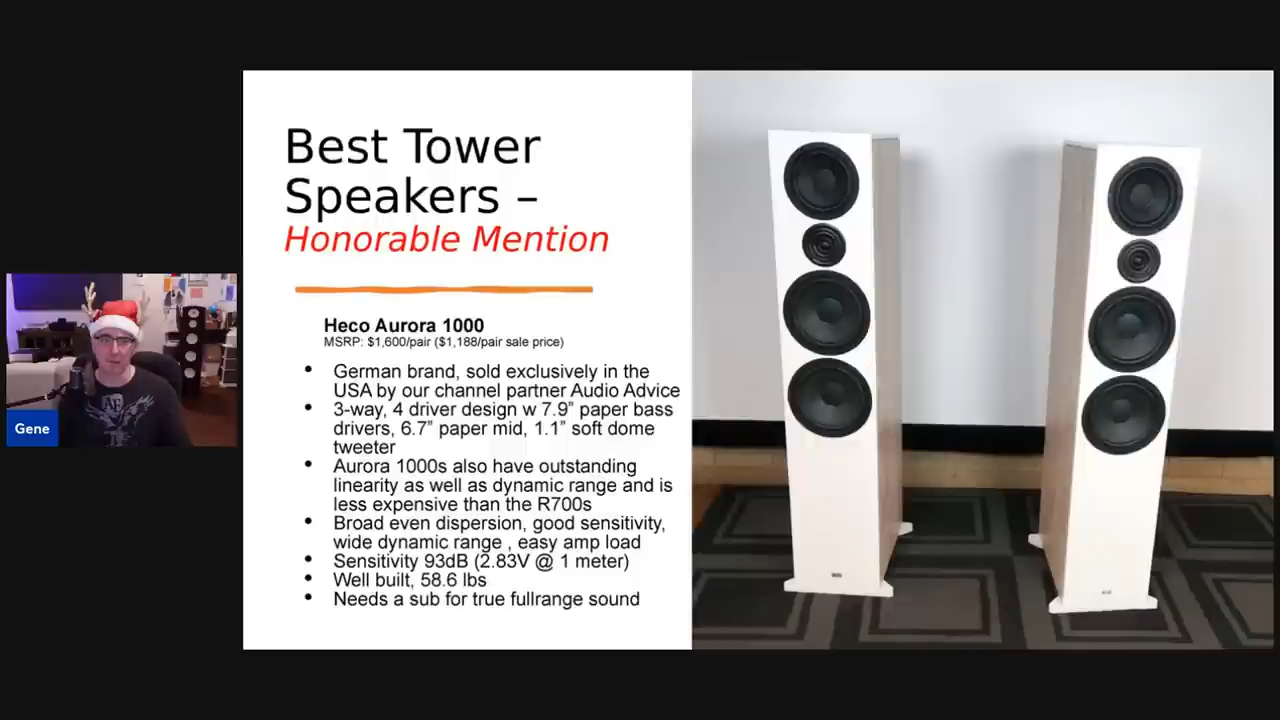 Best Tower
Speakers –
Honorable Mention
Heco Aurora 1000
MSRP: $1,600/pair ($1,188/pair sale price)
• German brand, sold exclusively in the
USA by our channel partner Audio Advice
• 3-way, 4 driver design w 7.9” paper bass
drivers, 6.7” paper mid, 1.1” soft dome
tweeter
• Aurora 1000s also have outstanding
linearity as well as dynamic range and is
less expensive than the R700s
• Broad even dispersion, good sensitivity,
wide dynamic range , easy amp load
• Sensitivity 93dB (2.83V @ 1 meter)
• Well built, 58.6 lbs
• Needs a sub for true fullrange sound
Gene